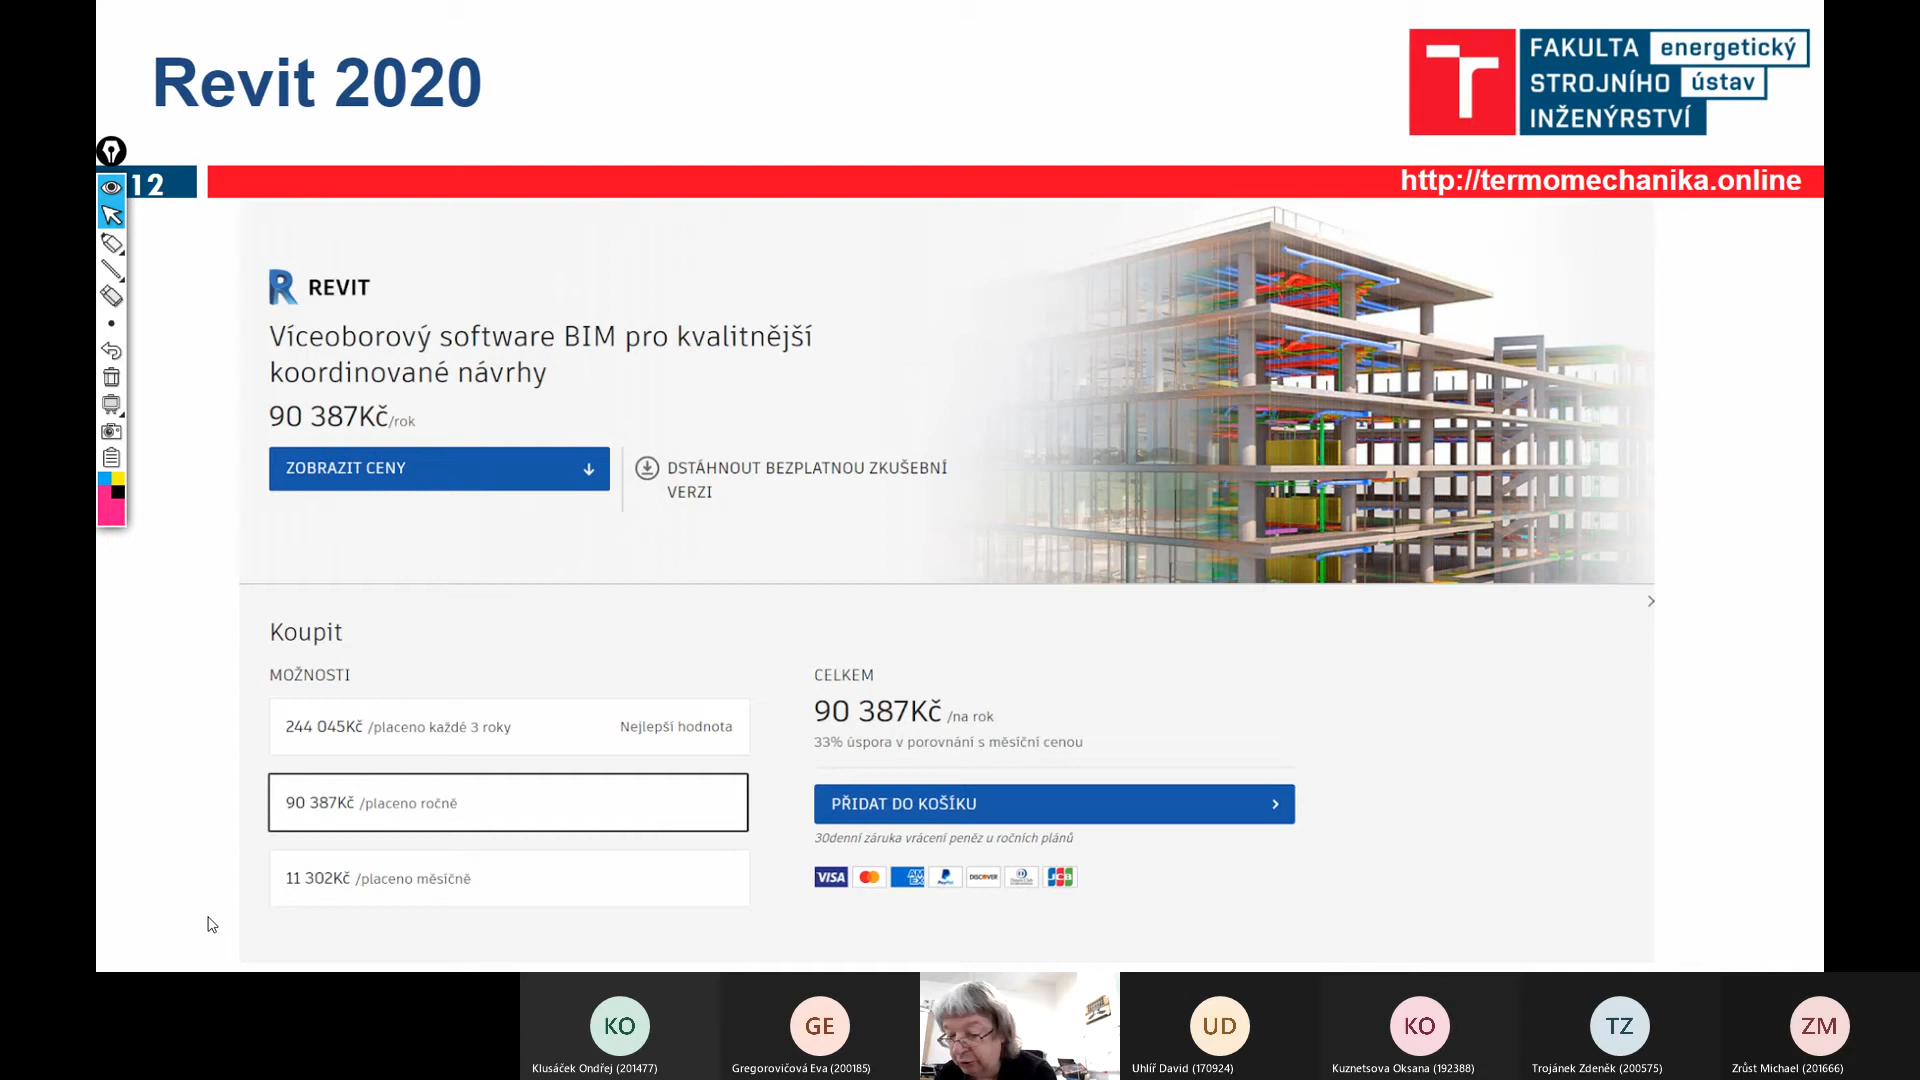 Revit 2020
FAKULTA energetický
STROJNÍHO ústav
INŽENÝRSTVÍ
12
http://termomechanika.online
R REVIT
Víceoborový software BIM pro kvalitnější
koordinované návrhy
90 387Kč/rok
ZOBRAZIT CENY
DSTÁHNOUT BEZPLATNOU ZKUŠEBNÍ
VERZI
Koupit
MOŽNOSTI
244 045Kč /placeno každé 3 roky Nejlepší hodnota
90 387Kč /placeno ročně
11 302Kč /placeno měsíčně
CELKEM
90 387Kč /na rok
33% úspora v porovnání s měsíční cenou
PŘIDAT DO KOŠÍKU
30denní záruka vrácení peněz u ročních plánů
VISA AMEX PayPal DISCOVER JCB
KO GE UD KO TZ ZM
Klusáček Ondřej (201477) Gregorovičová Eva (200185) Uhlíř David (170924) Kuznetsova Oksana (192388) Trojánek Zdeněk (200575) Zrůst Michael (201666)